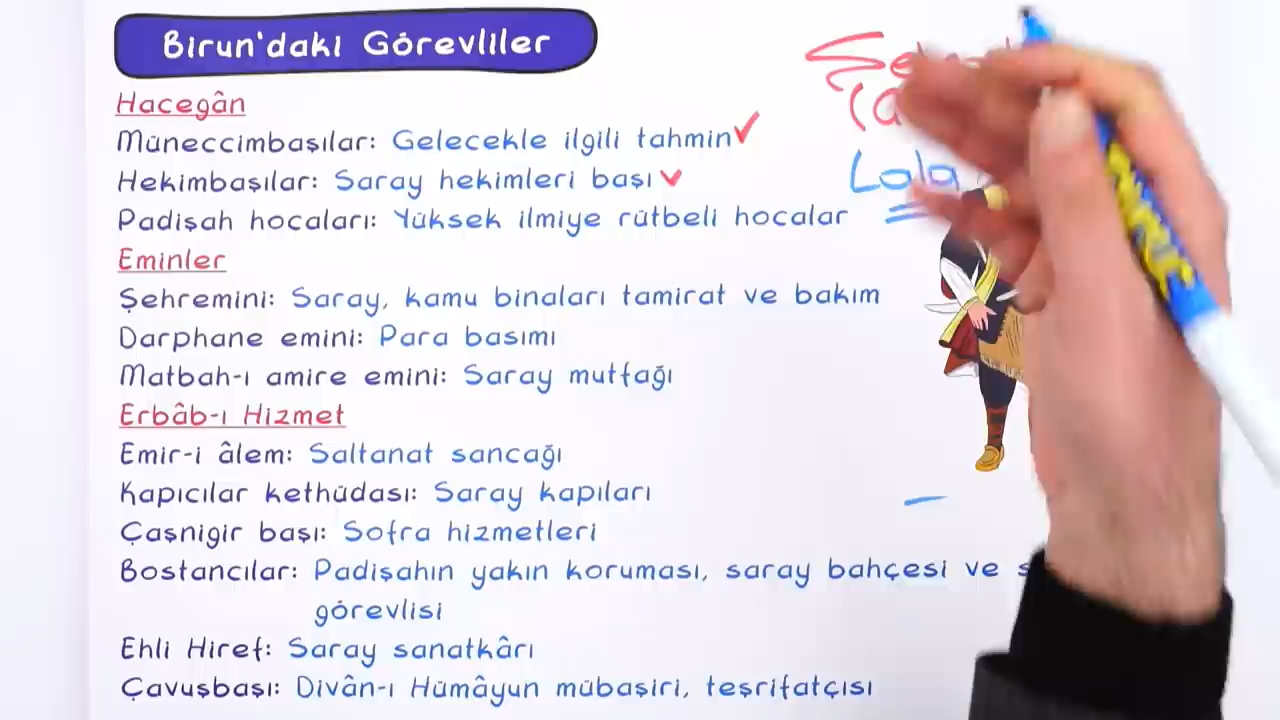 Birun'daki Görevliler
Hacegân
Müneccimbaşılar: Gelecekle ilgili tahmin
Hekimbaşılar: Saray hekimleri başı
Padişah hocaları: Yüksek ilmiye rütbeli hocalar
Lala
Eminler
Şehremini: Saray, kamu binaları tamirat ve bakım
Darphane emini: Para basımı
Matbah-ı amire emini: Saray mutfağı
Erbâb-ı Hizmet
Emir-i âlem: Saltanat sancağı
Kapıcılar kethüdası: Saray kapıları
Çaşnigir başı: Sofra hizmetleri
Bostancılar: Padişahın yakın koruması, saray bahçesi ve
görevlisi
Ehli Hiref: Saray sanatkârı
Çavuşbaşı: Divân-ı Hümâyun mübaşiri, teşrifatçısı